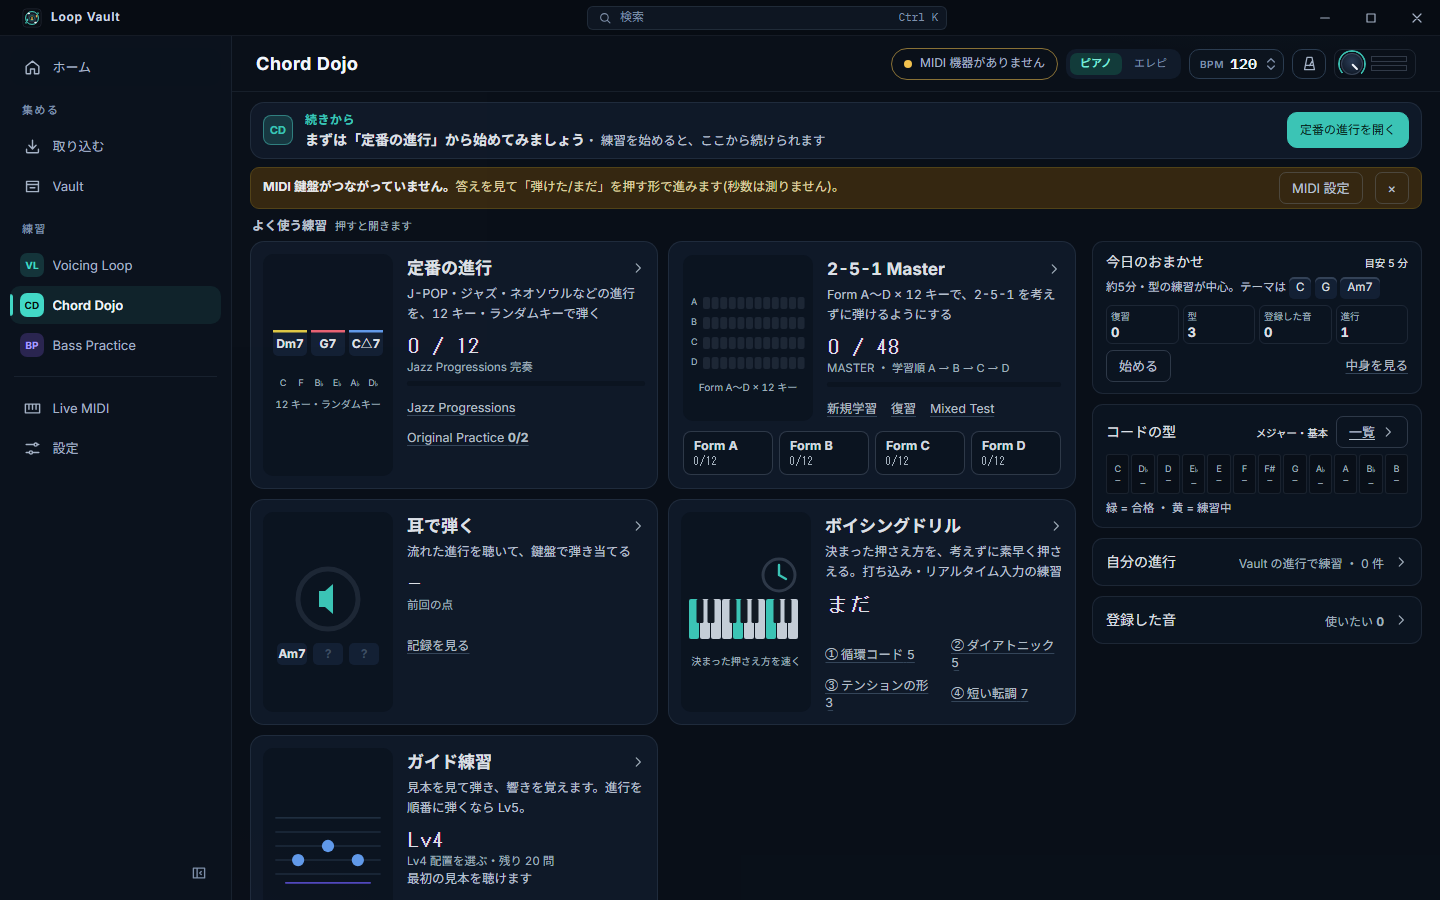 Loop Vault
検索
Ctrl K
ホーム
集める
取り込む
Vault
練習
VL Voicing Loop
CD Chord Dojo
BP Bass Practice
Live MIDI
設定
Chord Dojo
MIDI 機器がありません
ピアノ エレピ
BPM 120
CD
続きから
まずは「定番の進行」から始めてみましょう・ 練習を始めると、ここから続けられます
定番の進行を開く
MIDI 鍵盤がつながっていません。答えを見て「弾けた/まだ」を押す形で進みます(秒数は測りません)。
MIDI 設定
×
よく使う練習 押すと開きます
Dm7 G7 C△7
C F B♭ E♭ A♭ D♭
12 キー・ランダムキー
定番の進行
J-POP・ジャズ・ネオソウルなどの進行
を、12 キー・ランダムキーで弾く
0 / 12
Jazz Progressions 完奏
Jazz Progressions
Original Practice 0/2
A
B
C
D
Form A〜D × 12 キー
2-5-1 Master
Form A〜D × 12 キーで、2-5-1 を考え
ずに弾けるようにする
0 / 48
MASTER ・ 学習順 A → B → C → D
新規学習 復習 Mixed Test
Form A
0/12
Form B
0/12
Form C
0/12
Form D
0/12
Am7 ? ?
耳で弾く
流れた進行を聴いて、鍵盤で弾き当てる
—
前回の点
記録を見る
決まった押さえ方を速く
ボイシングドリル
決まった押さえ方を、考えずに素早く押さ
える。打ち込み・リアルタイム入力の練習
まだ
① 循環コード 5
② ダイアトニック
5
③ テンションの形
3
④ 短い転調 7
ガイド練習
見本を見て弾き、響きを覚えます。進行を
順番に弾くなら Lv5。
Lv4
Lv4 配置を選ぶ・残り 20 問
最初の見本を聴けます
今日のおまかせ
目安 5 分
約5分・型の練習が中心。テーマは C G Am7
復習
0
型
3
登録した音
0
進行
1
始める
中身を見る
コードの型
メジャー・基本
一覧
C D♭ D E♭ E F F# G A♭ A B♭ B
– – – – – – – – – – – –
緑 = 合格 ・ 黄 = 練習中
自分の進行
Vault の進行で練習 ・ 0 件
登録した音
使いたい 0